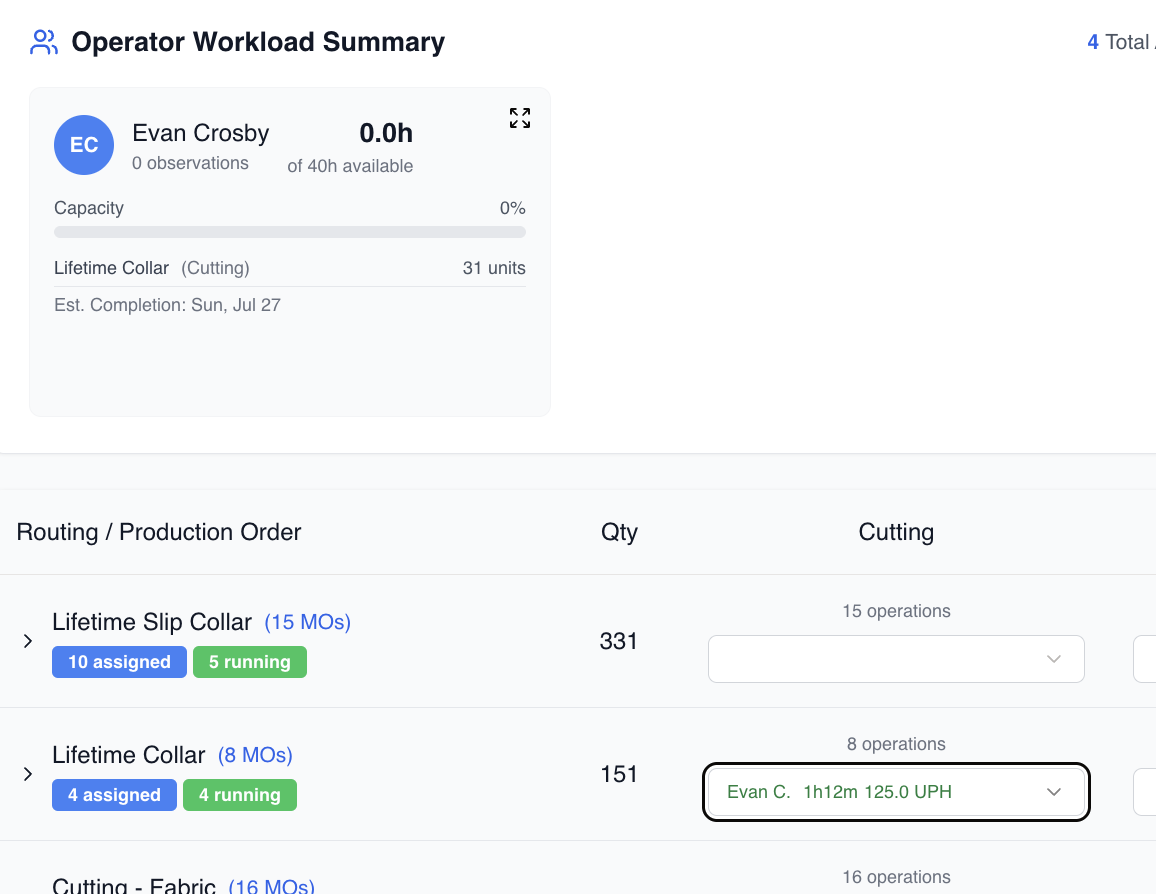 Operator Workload Summary
4 Total
EC
Evan Crosby
0.0h
0 observations
of 40h available
Capacity
0%
Lifetime Collar (Cutting)
31 units
Est. Completion: Sun, Jul 27
Routing / Production Order
Qty
Cutting
Lifetime Slip Collar (15 MOs)
10 assigned
5 running
331
15 operations
Lifetime Collar (8 MOs)
4 assigned
4 running
151
8 operations
Evan C. 1h12m 125.0 UPH
Cutting - Fabric (16 MOs)
16 operations